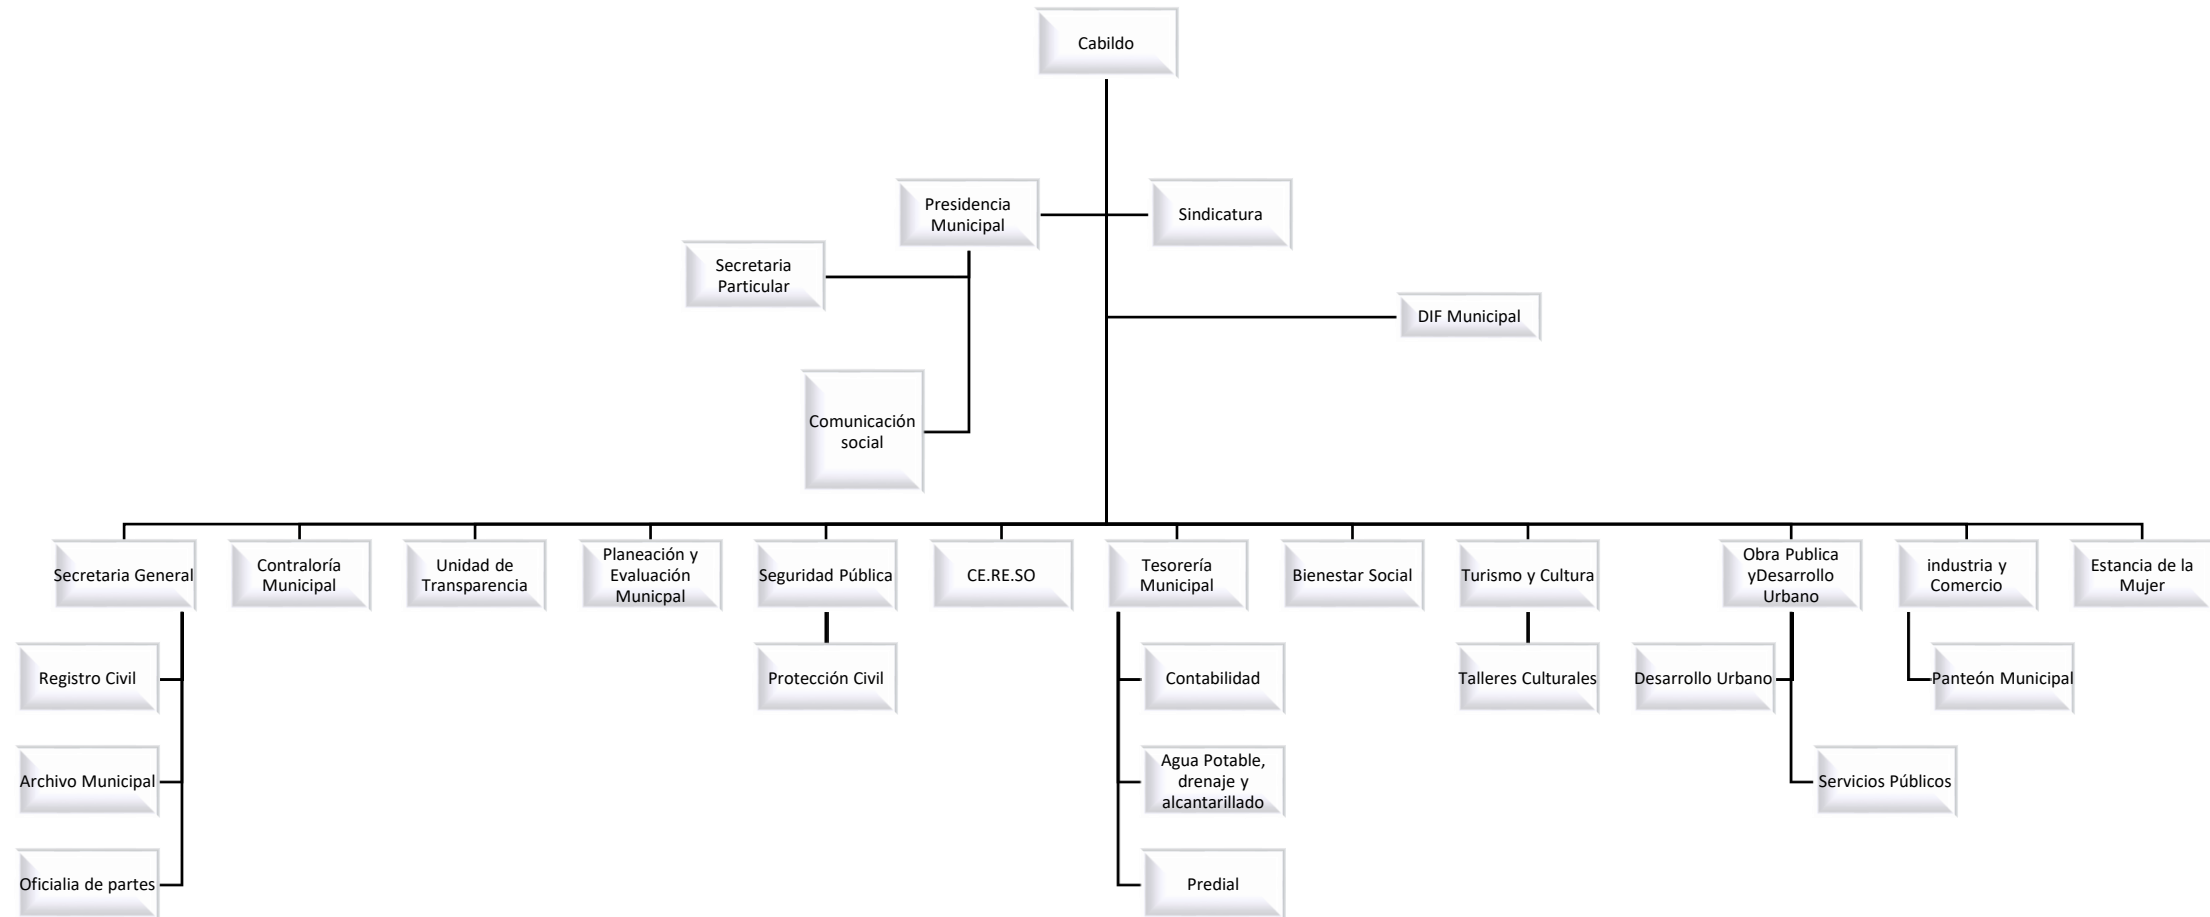 Cabildo
Presidencia
Municipal
Sindicatura
Secretaria
Particular
DIF Municipal
Comunicación
social
Secretaria General
Contraloría
Municipal
Unidad de
Transparencia
Planeación y
Evaluación
Municpal
Seguridad Pública
CE.RE.SO
Tesorería
Municipal
Bienestar Social
Turismo y Cultura
Obra Publica
yDesarrollo
Urbano
industria y
Comercio
Estancia de la
Mujer
Registro Civil
Protección Civil
Contabilidad
Talleres Culturales
Desarrollo Urbano
Panteón Municipal
Archivo Municipal
Agua Potable,
drenaje y
alcantarillado
Servicios Públicos
Oficialia de partes
Predial